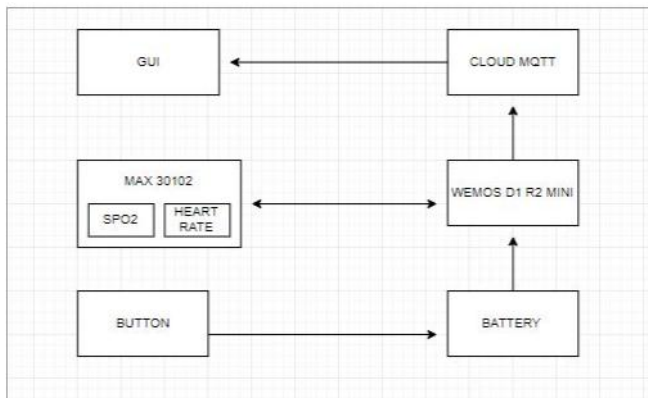 GUI
CLOUD MQTT
MAX 30102
SPO2
HEART
RATE
WEMOS D1 R2 MINI
BUTTON
BATTERY